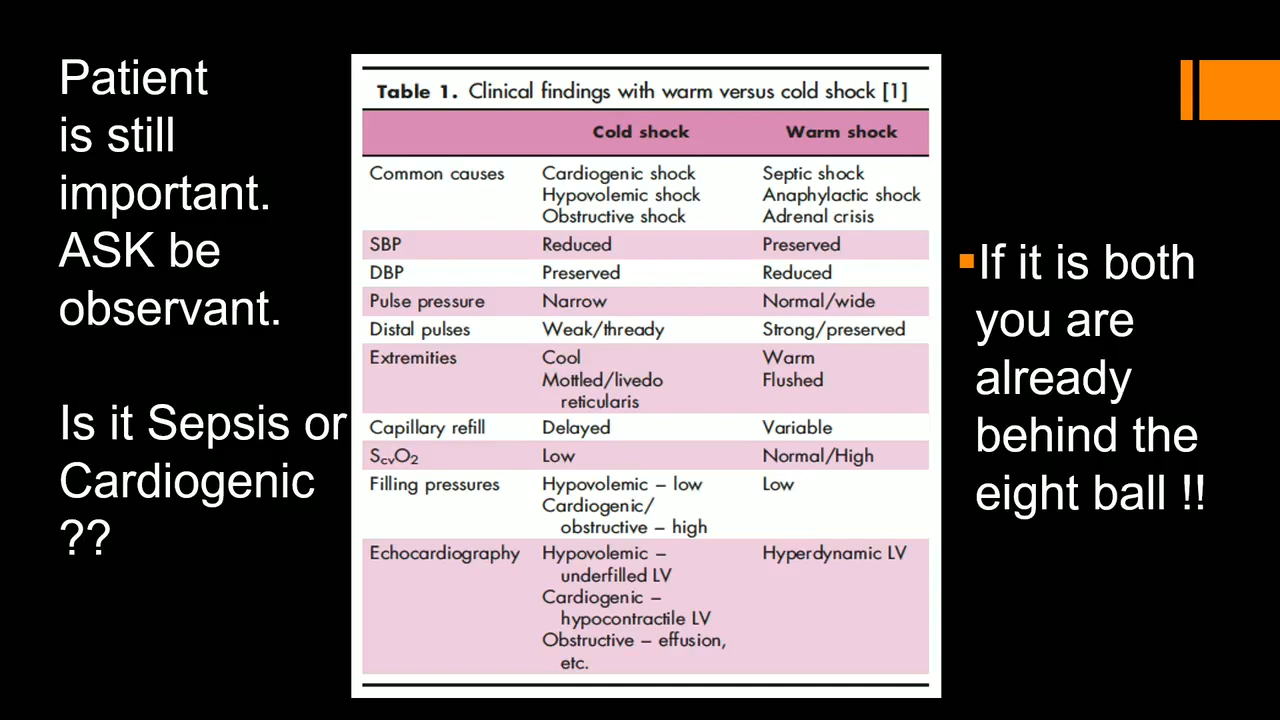 Patient
is still
important.
ASK be
observant.
Is it Sepsis or
Cardiogenic
??
Table 1. Clinical findings with warm versus cold shock [1]
Cold shock Warm shock
Common causes Cardiogenic shock Septic shock
Hypovolemic shock Anaphylactic shock
Obstructive shock Adrenal crisis
SBP Reduced Preserved
DBP Preserved Reduced
Pulse pressure Narrow Normal/wide
Distal pulses Weak/thready Strong/preserved
Extremities Cool Warm
Mottled/livedo Flushed
reticularis
Capillary refill Delayed Variable
ScvO2 Low Normal/High
Filling pressures Hypovolemic – low Low
Cardiogenic/
obstructive – high
Echocardiography Hypovolemic – Hyperdynamic LV
underfilled LV
Cardiogenic –
hypocontractile LV
Obstructive – effusion,
etc.
▪If it is both
you are
already
behind the
eight ball !!